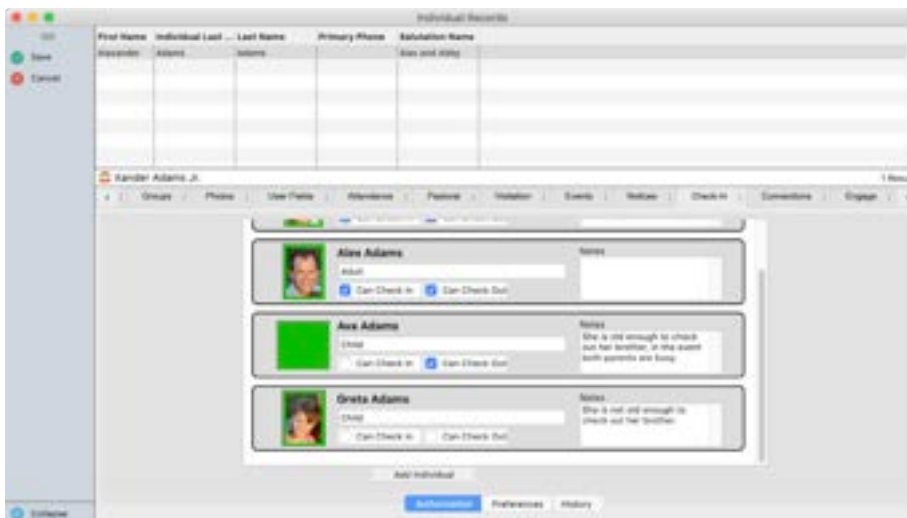 Individual Records
First Name Individual Last ... Last Name Primary Phone Salutation Name
Alexander Adams Adams Alex and Abby
Save
Cancel
Xander Adams Jr.
Groups Photos User Fields Attendance Pastoral Visitation Events Notices Check-In Connections Engage
Alex Adams
Notes
Adult
Can Check In Can Check Out
Ava Adams
Notes
Child
She is old enough to check
out her brother, in the event
both parents are busy.
Can Check In Can Check Out
Greta Adams
Notes
Child
She is not old enough to
check out her brother.
Can Check In Can Check Out
Add Individual
Authorization Preferences History
Collapse